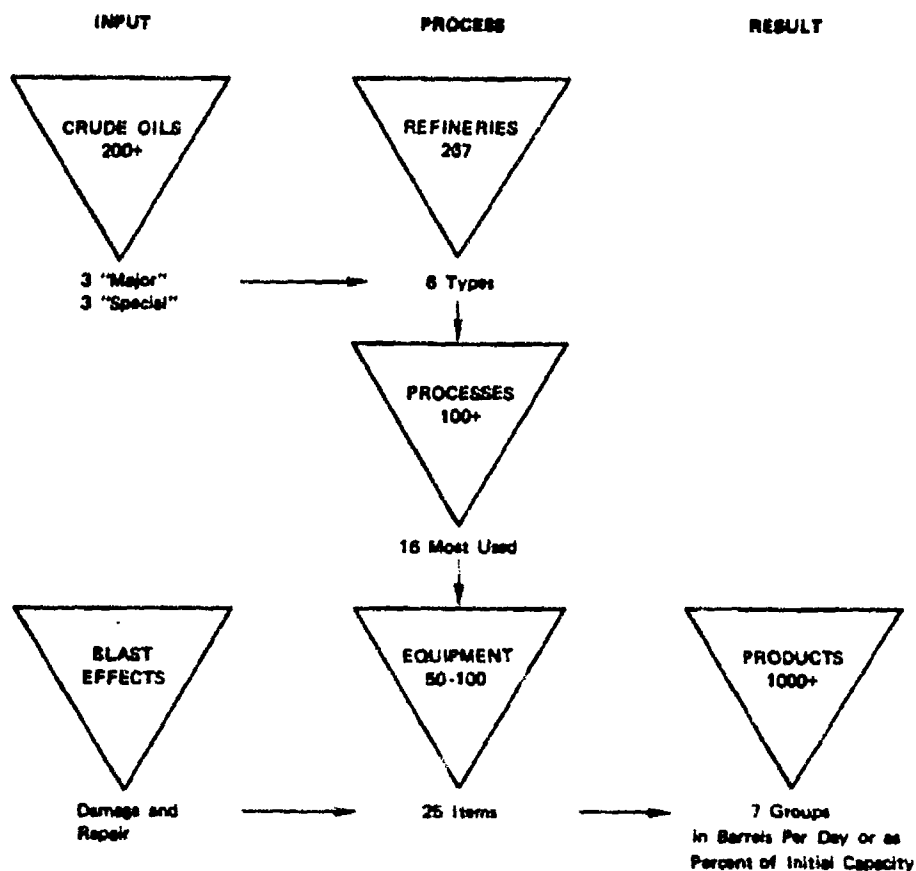 INPUT
PROCESS
RESULT
CRUDE OILS
200+
REFINERIES
267
3 "Major"
3 "Special"
6 Types
PROCESSES
100+
16 Most Used
BLAST
EFFECTS
EQUIPMENT
50-100
PRODUCTS
1000+
Damage and
Repair
25 Items
7 Groups
in Barrels Per Day or as
Percent of Initial Capacity